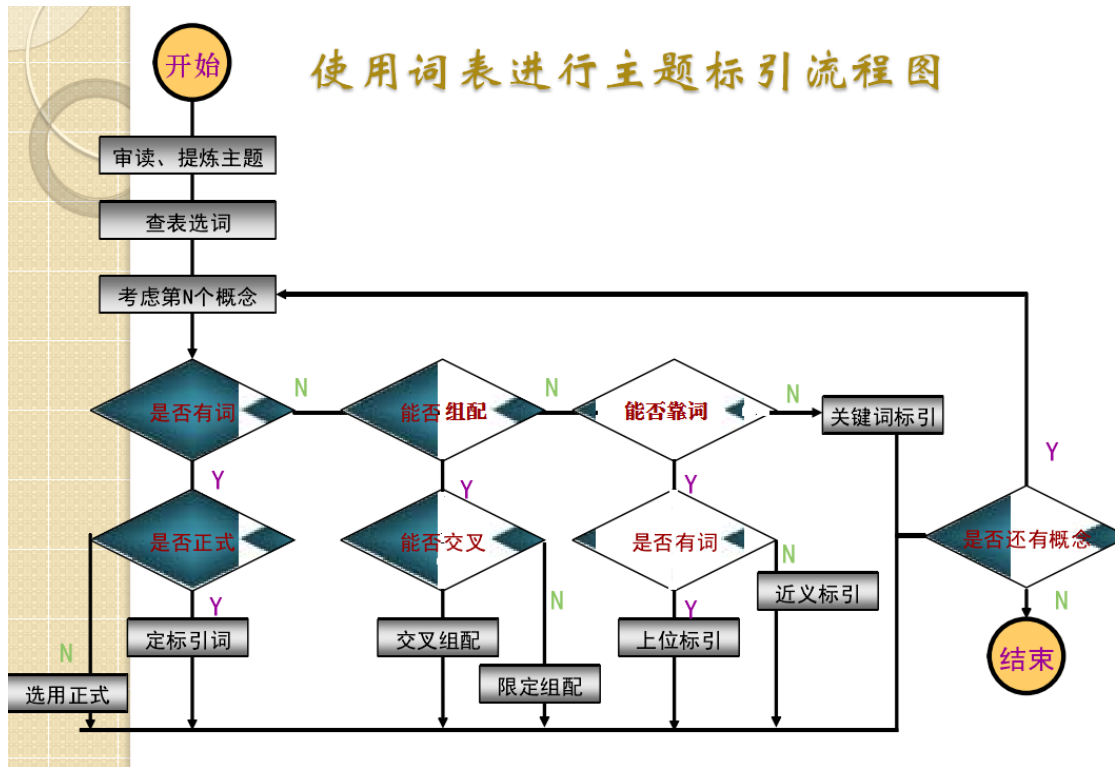 开始
使用词表进行主题标引流程图
审读、提炼主题
查表选词
考虑第N个概念
是否有词
N
能否组配
N
能否靠词
N
关键词标引
Y
Y
Y
Y
是否正式
能否交叉
是否有词
是否还有概念
N
近义标引
Y
N
Y
N
定标引词
交叉组配
上位标引
N
结束
选用正式
限定组配